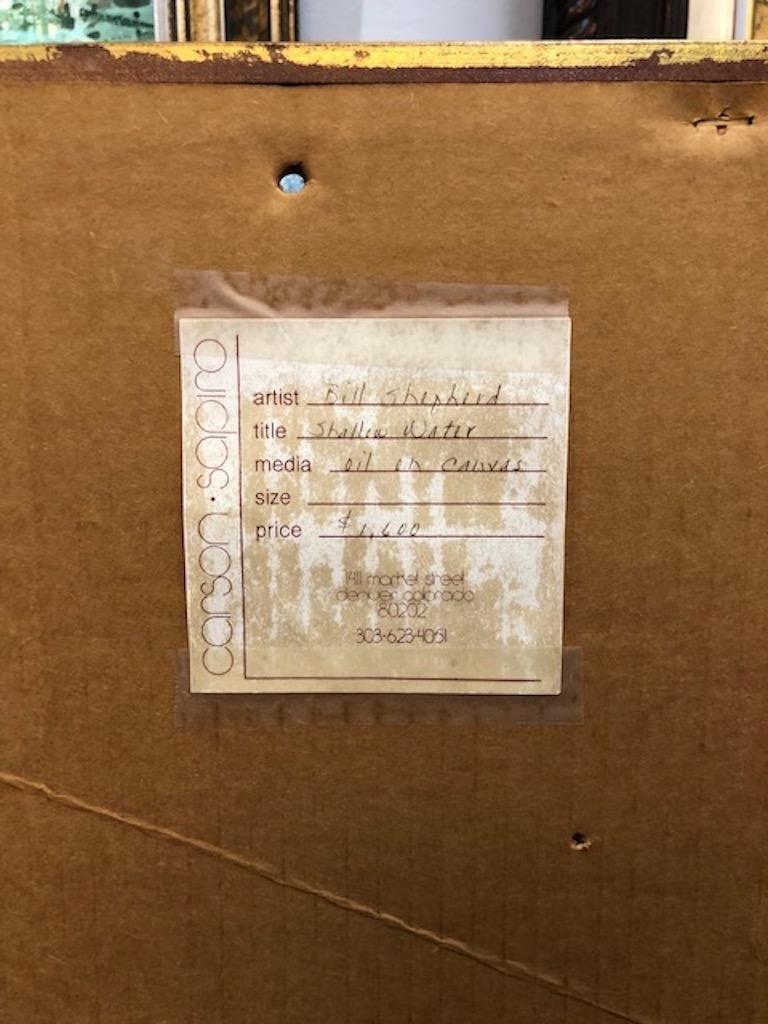 carson · sapiro
artist Bill Shepherd
title Shallow Water
media oil on canvas
size
price $1,600
1411 market street
denver colorado
80202
303·623·4051